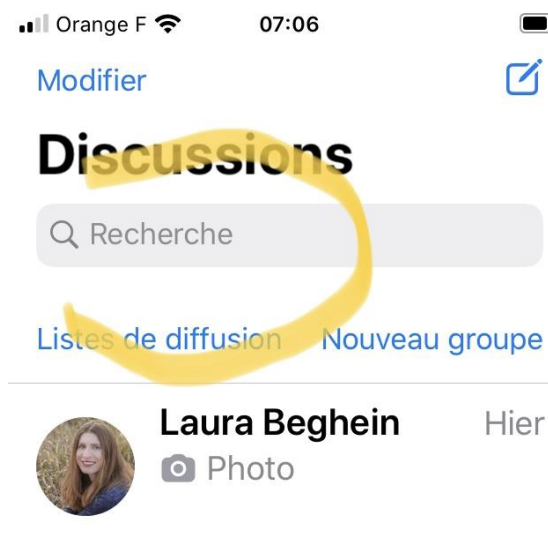 Orange F 07:06
Modifier
Discussions
Recherche
Listes de diffusion Nouveau groupe
Laura Beghein Hier
Photo